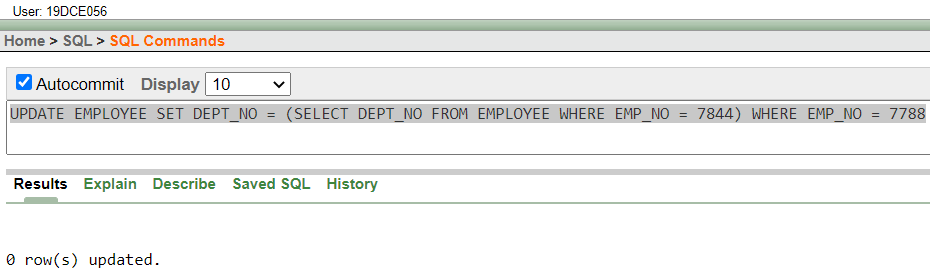 User: 19DCE056
Home > SQL > SQL Commands
Autocommit Display 10
UPDATE EMPLOYEE SET DEPT_NO = (SELECT DEPT_NO FROM EMPLOYEE WHERE EMP_NO = 7844) WHERE EMP_NO = 7788
Results Explain Describe Saved SQL History
0 row(s) updated.